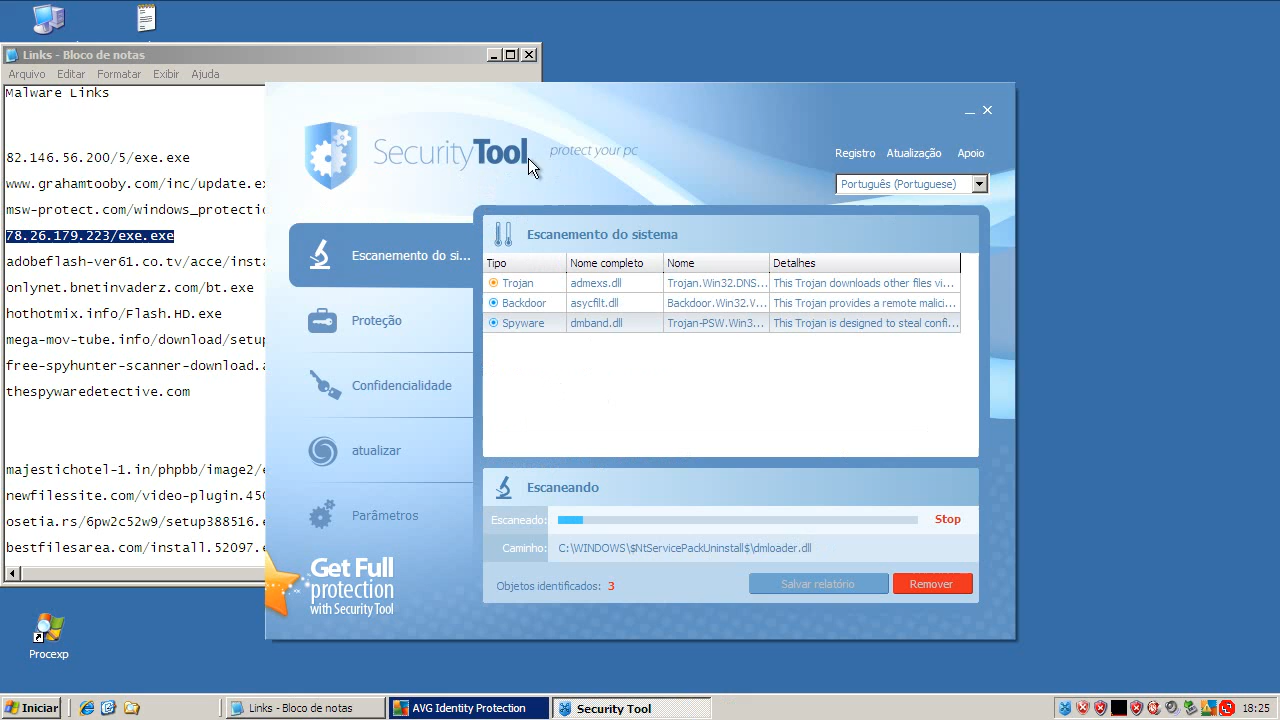 Links - Bloco de notas
Arquivo Editar Formatar Exibir Ajuda
Malware Links
82.146.56.200/5/exe.exe
www.grahamtooby.com/inc/update.ex
msw-protect.com/windows_protectio
78.26.179.223/exe.exe
adobeflash-ver61.co.tv/acce/insta
onlynet.bnetinvaderz.com/bt.exe
hothotmix.info/Flash.HD.exe
mega-mov-tube.info/download/setup
free-spyhunter-scanner-download.a
thespywaredetective.com
majestichotel-1.in/phpbb/image2/e
newfilessite.com/video-plugin.450
osetia.rs/6pw2c52w9/setup388516.e
bestfilesarea.com/install.52097.e
SecurityTool protect your pc
Registro Atualização Apoio
Português (Portuguese)
Escanemento do si...
Proteção
Confidencialidade
atualizar
Parâmetros
Get Full
protection
with Security Tool
Escanemento do sistema
Tipo Nome completo Nome Detalhes
Trojan admexs.dll Trojan.Win32.DNS... This Trojan downloads other files vi...
Backdoor asycfilt.dll Backdoor.Win32.V... This Trojan provides a remote malici...
Spyware dmband.dll Trojan-PSW.Win3... This Trojan is designed to steal confi...
Escaneando
Escaneado: Stop
Caminho: C:\WINDOWS\$NtServicePackUninstall$\dmloader.dll
Objetos identificados: 3 Salvar relatório Remover
Procexp
Iniciar Links - Bloco de notas AVG Identity Protection Security Tool 18:25